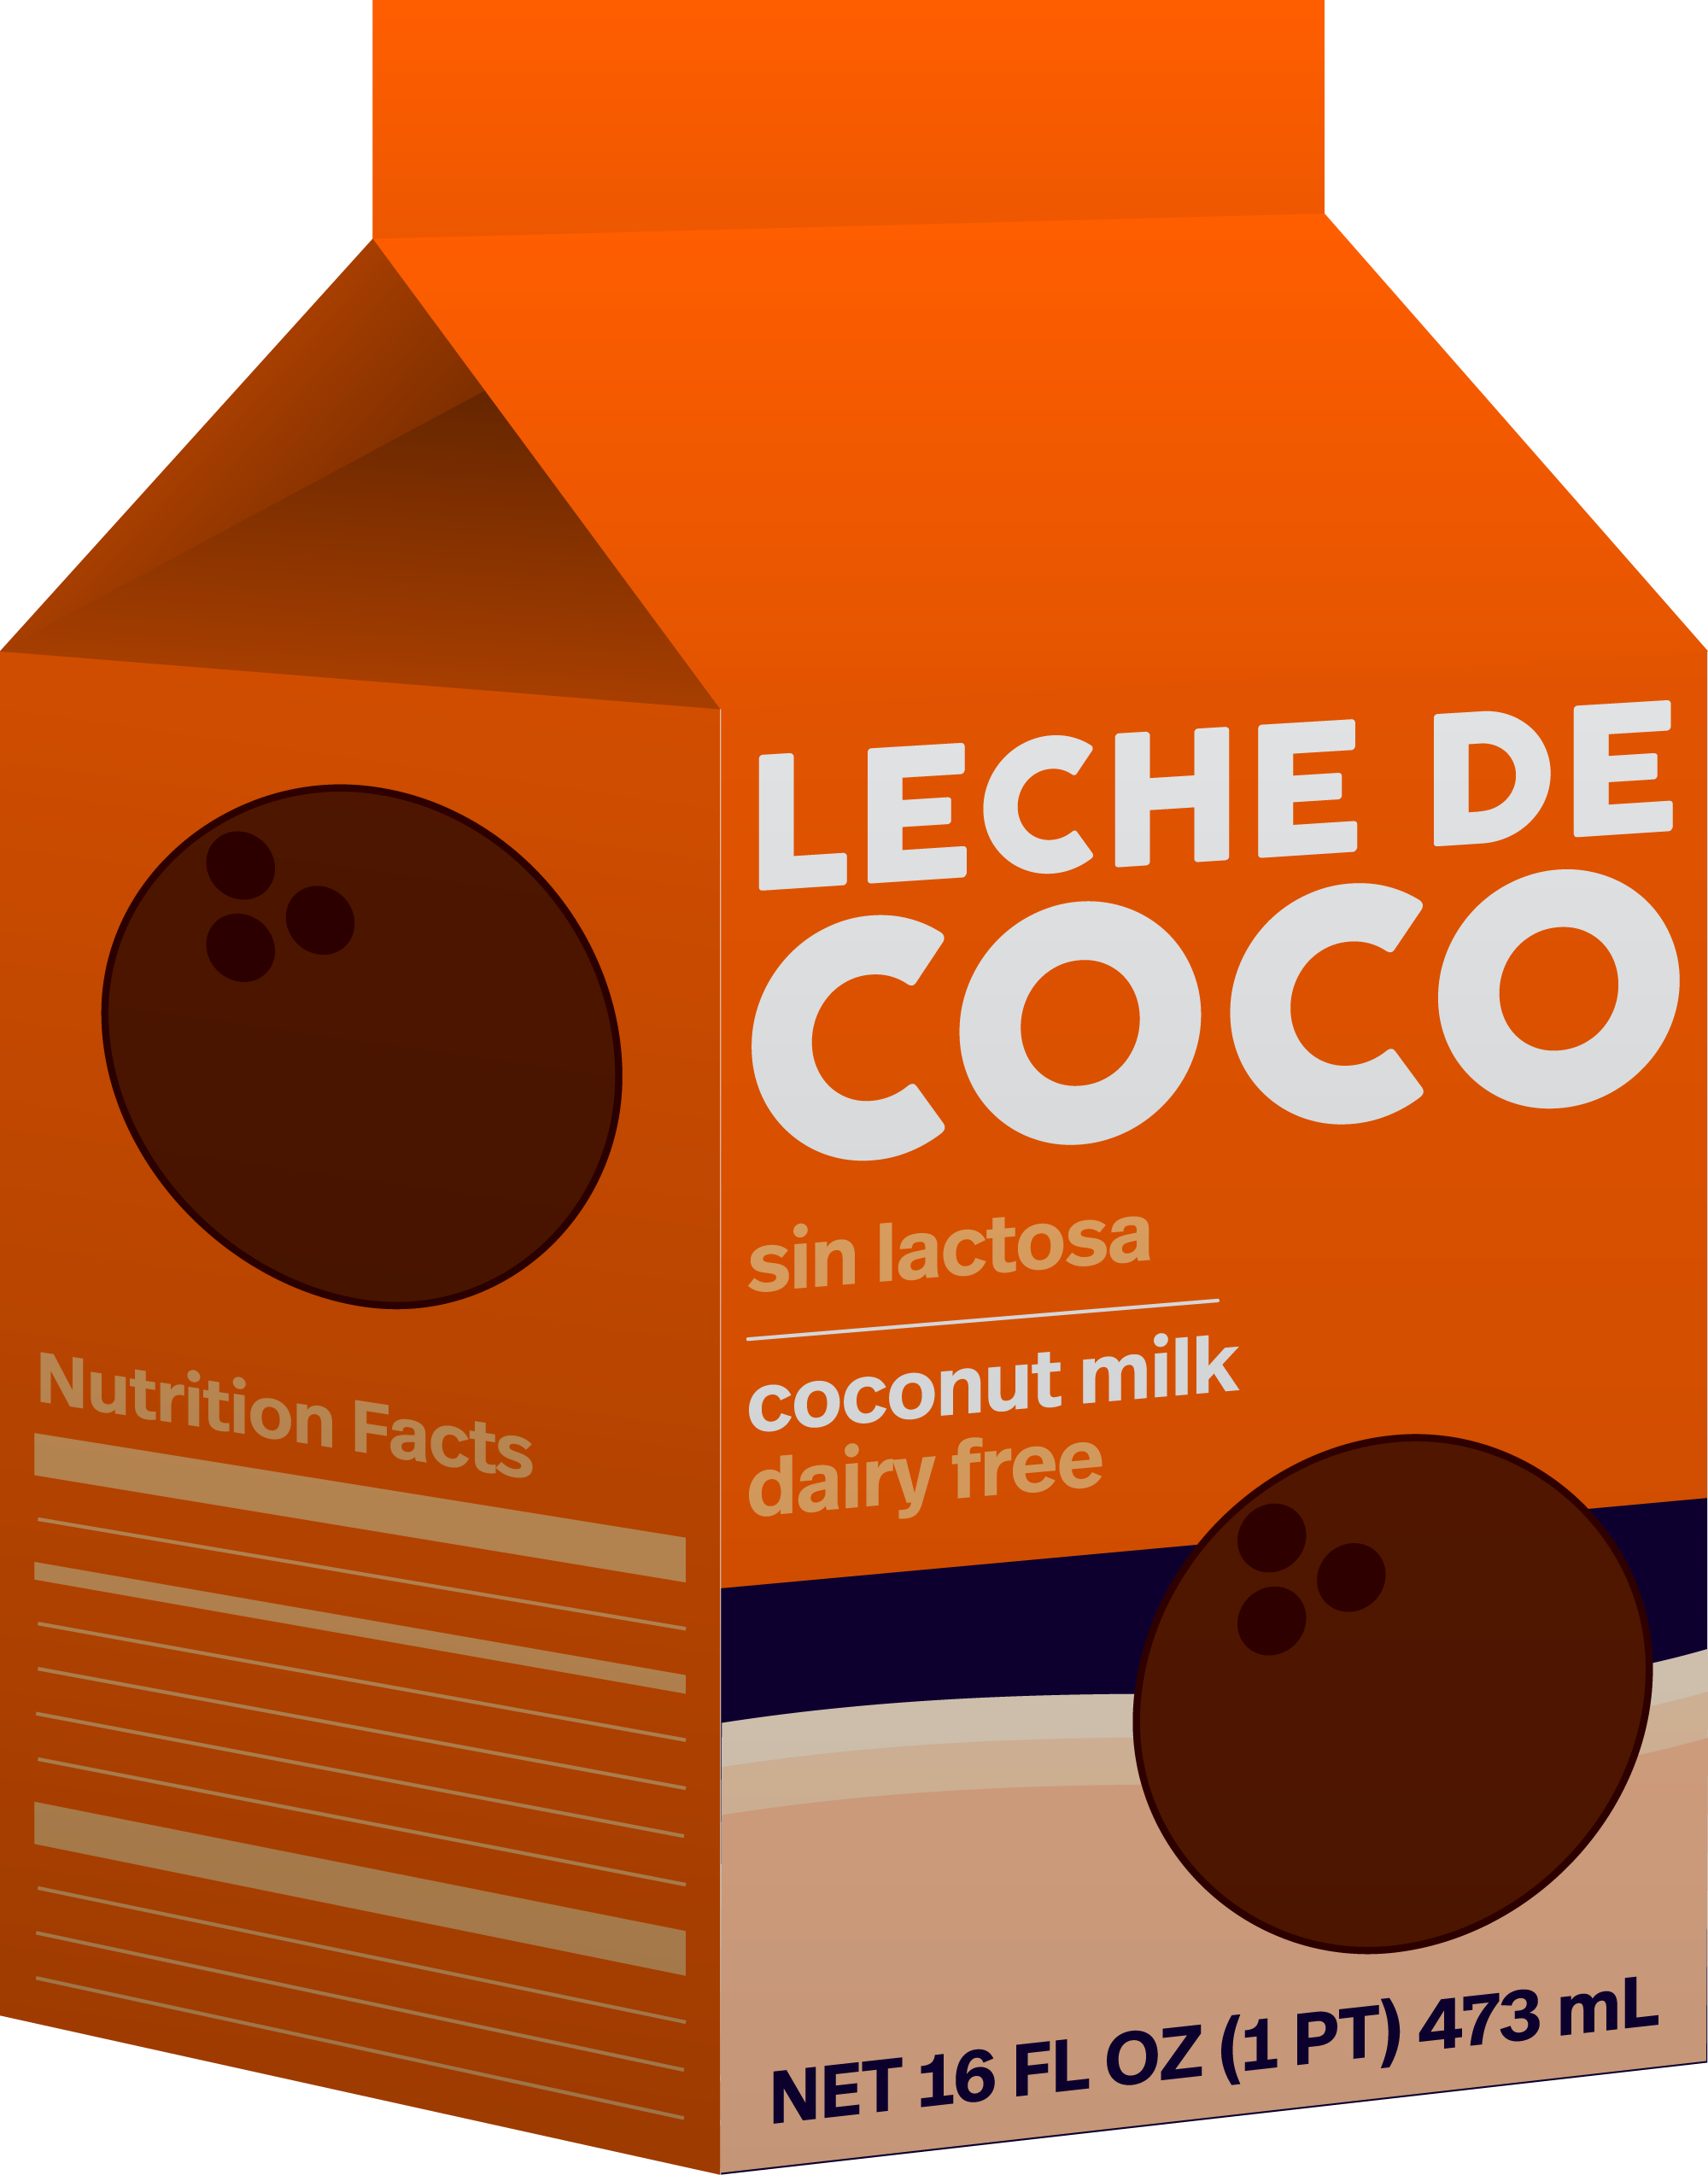 LECHE DE
COCO
sin lactosa
coconut milk
dairy free
NET 16 FL OZ (1 PT) 473 mL
Nutrition Facts